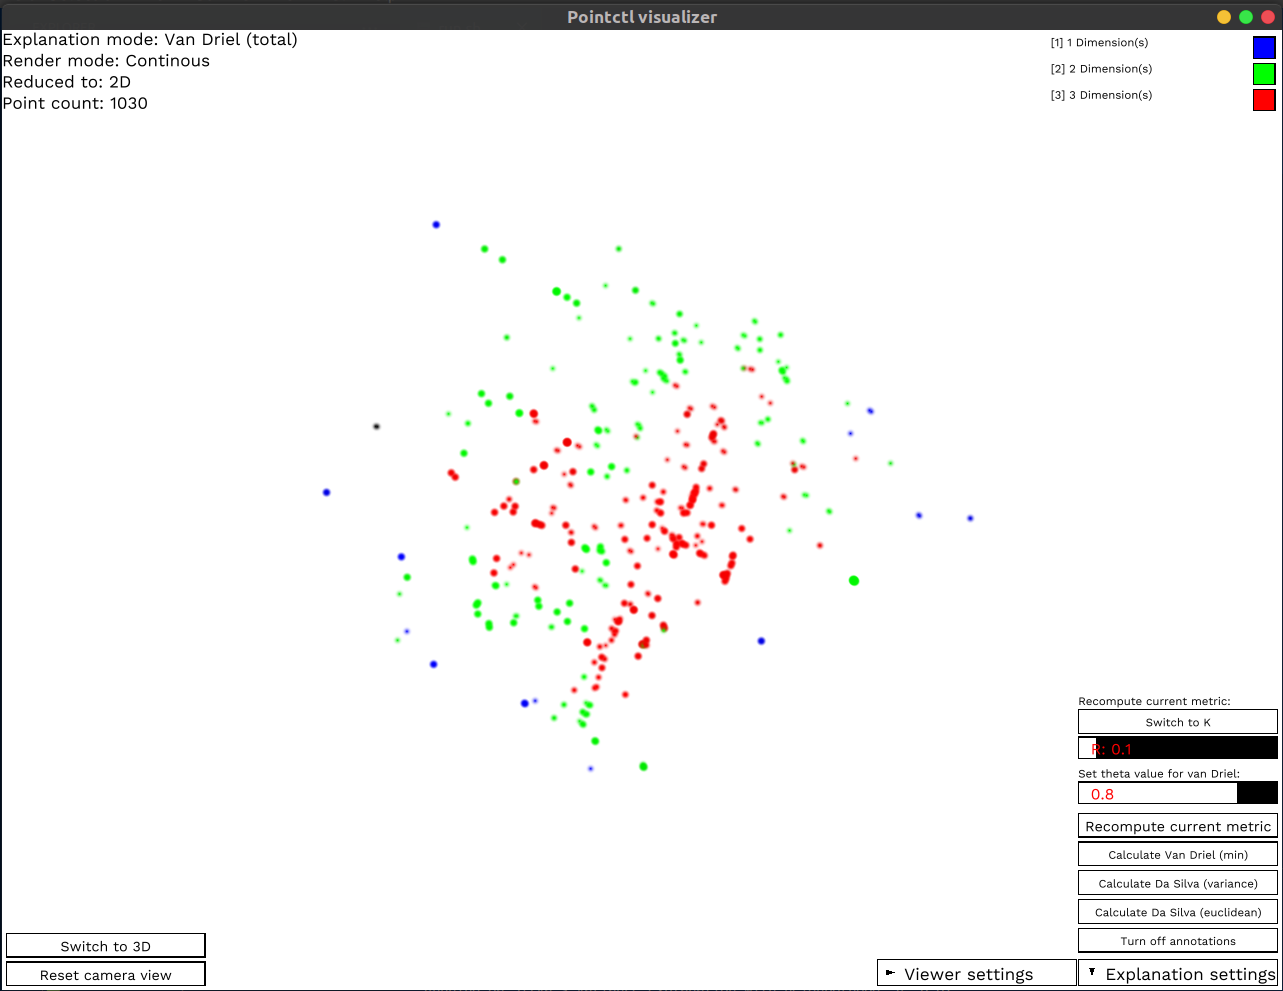 Pointctl visualizer
Explanation mode: Van Driel (total)
Render mode: Continous
Reduced to: 2D
Point count: 1030
[1] 1 Dimension(s)
[2] 2 Dimension(s)
[3] 3 Dimension(s)
Recompute current metric:
Switch to K
R: 0.1
Set theta value for van Driel:
0.8
Recompute current metric
Calculate Van Driel (min)
Calculate Da Silva (variance)
Calculate Da Silva (euclidean)
Turn off annotations
Switch to 3D
Reset camera view
Viewer settings
Explanation settings